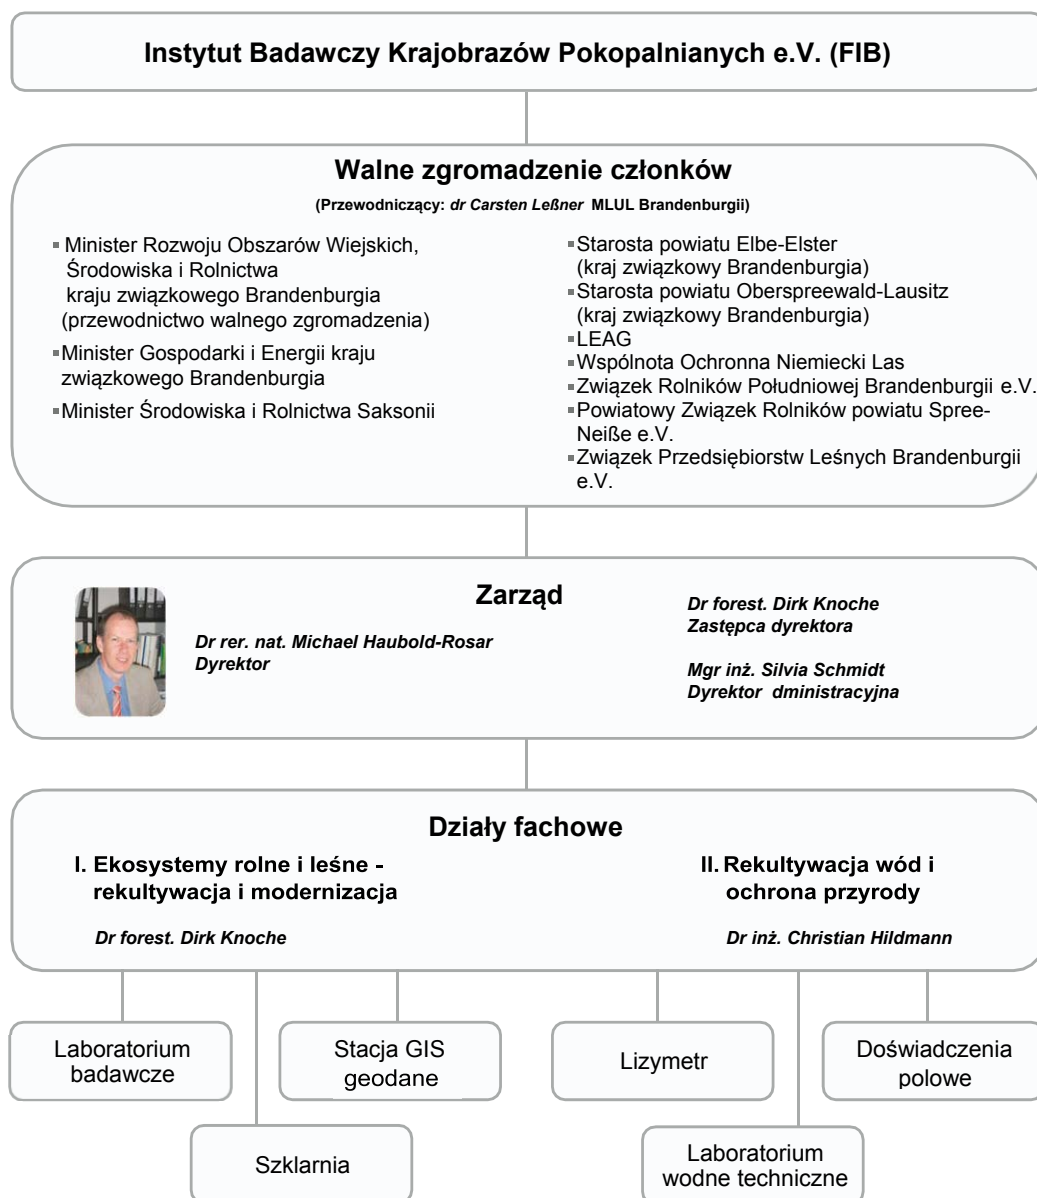 Instytut Badawczy Krajobrazów Pokopalnianych e.V. (FIB)
Walne zgromadzenie członków
(Przewodniczący: dr Carsten Leßner MLUL Brandenburgii)
Minister Rozwoju Obszarów Wiejskich,
Środowiska i Rolnictwa
kraju związkowego Brandenburgia
(przewodnictwo walnego zgromadzenia)
Minister Gospodarki i Energii kraju
związkowego Brandenburgia
Minister Środowiska i Rolnictwa Saksonii
Starosta powiatu Elbe-Elster
(kraj związkowy Brandenburgia)
Starosta powiatu Oberspreewald-Lausitz
(kraj związkowy Brandenburgia)
LEAG
Wspólnota Ochronna Niemiecki Las
Związek Rolników Południowej Brandenburgii e.V.
Powiatowy Związek Rolników powiatu Spree-
Neiße e.V.
Związek Przedsiębiorstw Leśnych Brandenburgii
e.V.
Zarząd
Dr rer. nat. Michael Haubold-Rosar
Dyrektor
Dr forest. Dirk Knoche
Zastępca dyrektora
Mgr inż. Silvia Schmidt
Dyrektor dministracyjna
Działy fachowe
I. Ekosystemy rolne i leśne -
rekultywacja i modernizacja
Dr forest. Dirk Knoche
II. Rekultywacja wód i
ochrona przyrody
Dr inż. Christian Hildmann
Laboratorium
badawcze
Stacja GIS
geodane
Lizymetr
Doświadczenia
polowe
Szklarnia
Laboratorium
wodne techniczne